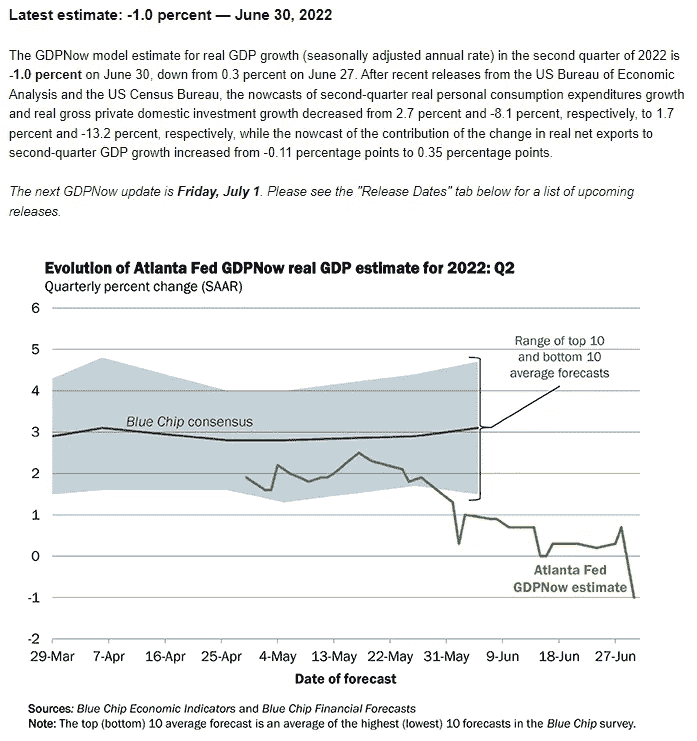 Latest estimate: -1.0 percent — June 30, 2022
The GDPNow model estimate for real GDP growth (seasonally adjusted annual rate) in the second quarter of 2022 is
-1.0 percent on June 30, down from 0.3 percent on June 27. After recent releases from the US Bureau of Economic
Analysis and the US Census Bureau, the nowcasts of second-quarter real personal consumption expenditures growth
and real gross private domestic investment growth decreased from 2.7 percent and -8.1 percent, respectively, to 1.7
percent and -13.2 percent, respectively, while the nowcast of the contribution of the change in real net exports to
second-quarter GDP growth increased from -0.11 percentage points to 0.35 percentage points.
The next GDPNow update is Friday, July 1. Please see the "Release Dates" tab below for a list of upcoming
releases.
Evolution of Atlanta Fed GDPNow real GDP estimate for 2022: Q2
Quarterly percent change (SAAR)
6
5
4
3
2
1
0
-1
-2
Range of top 10
and bottom 10
average forecasts
Blue Chip consensus
Atlanta Fed
GDPNow estimate
29-Mar 7-Apr 16-Apr 25-Apr 4-May 13-May 22-May 31-May 9-Jun 18-Jun 27-Jun
Date of forecast
Sources: Blue Chip Economic Indicators and Blue Chip Financial Forecasts
Note: The top (bottom) 10 average forecast is an average of the highest (lowest) 10 forecasts in the Blue Chip survey.